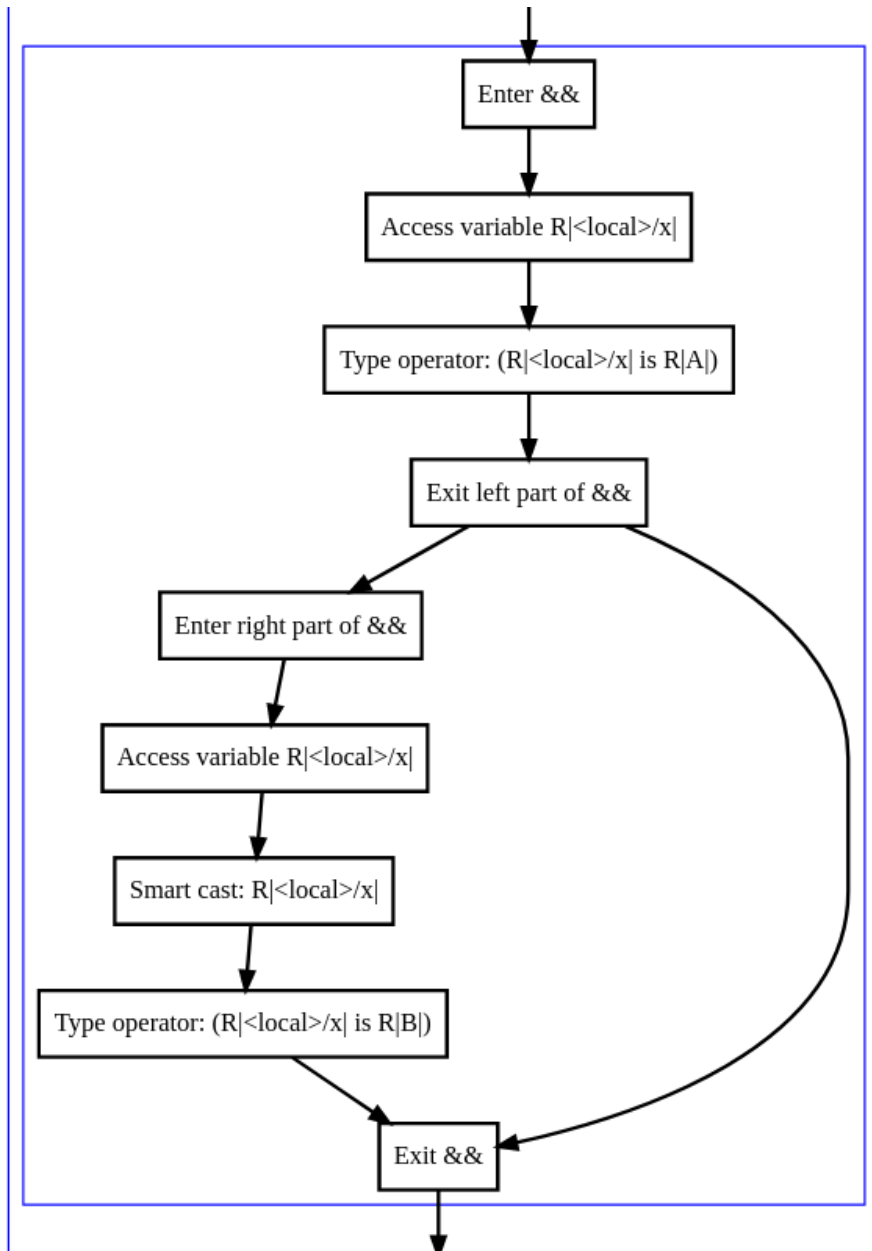 Enter &&
Access variable R|<local>/x|
Type operator: (R|<local>/x| is R|A|)
Exit left part of &&
Enter right part of &&
Access variable R|<local>/x|
Smart cast: R|<local>/x|
Type operator: (R|<local>/x| is R|B|)
Exit &&